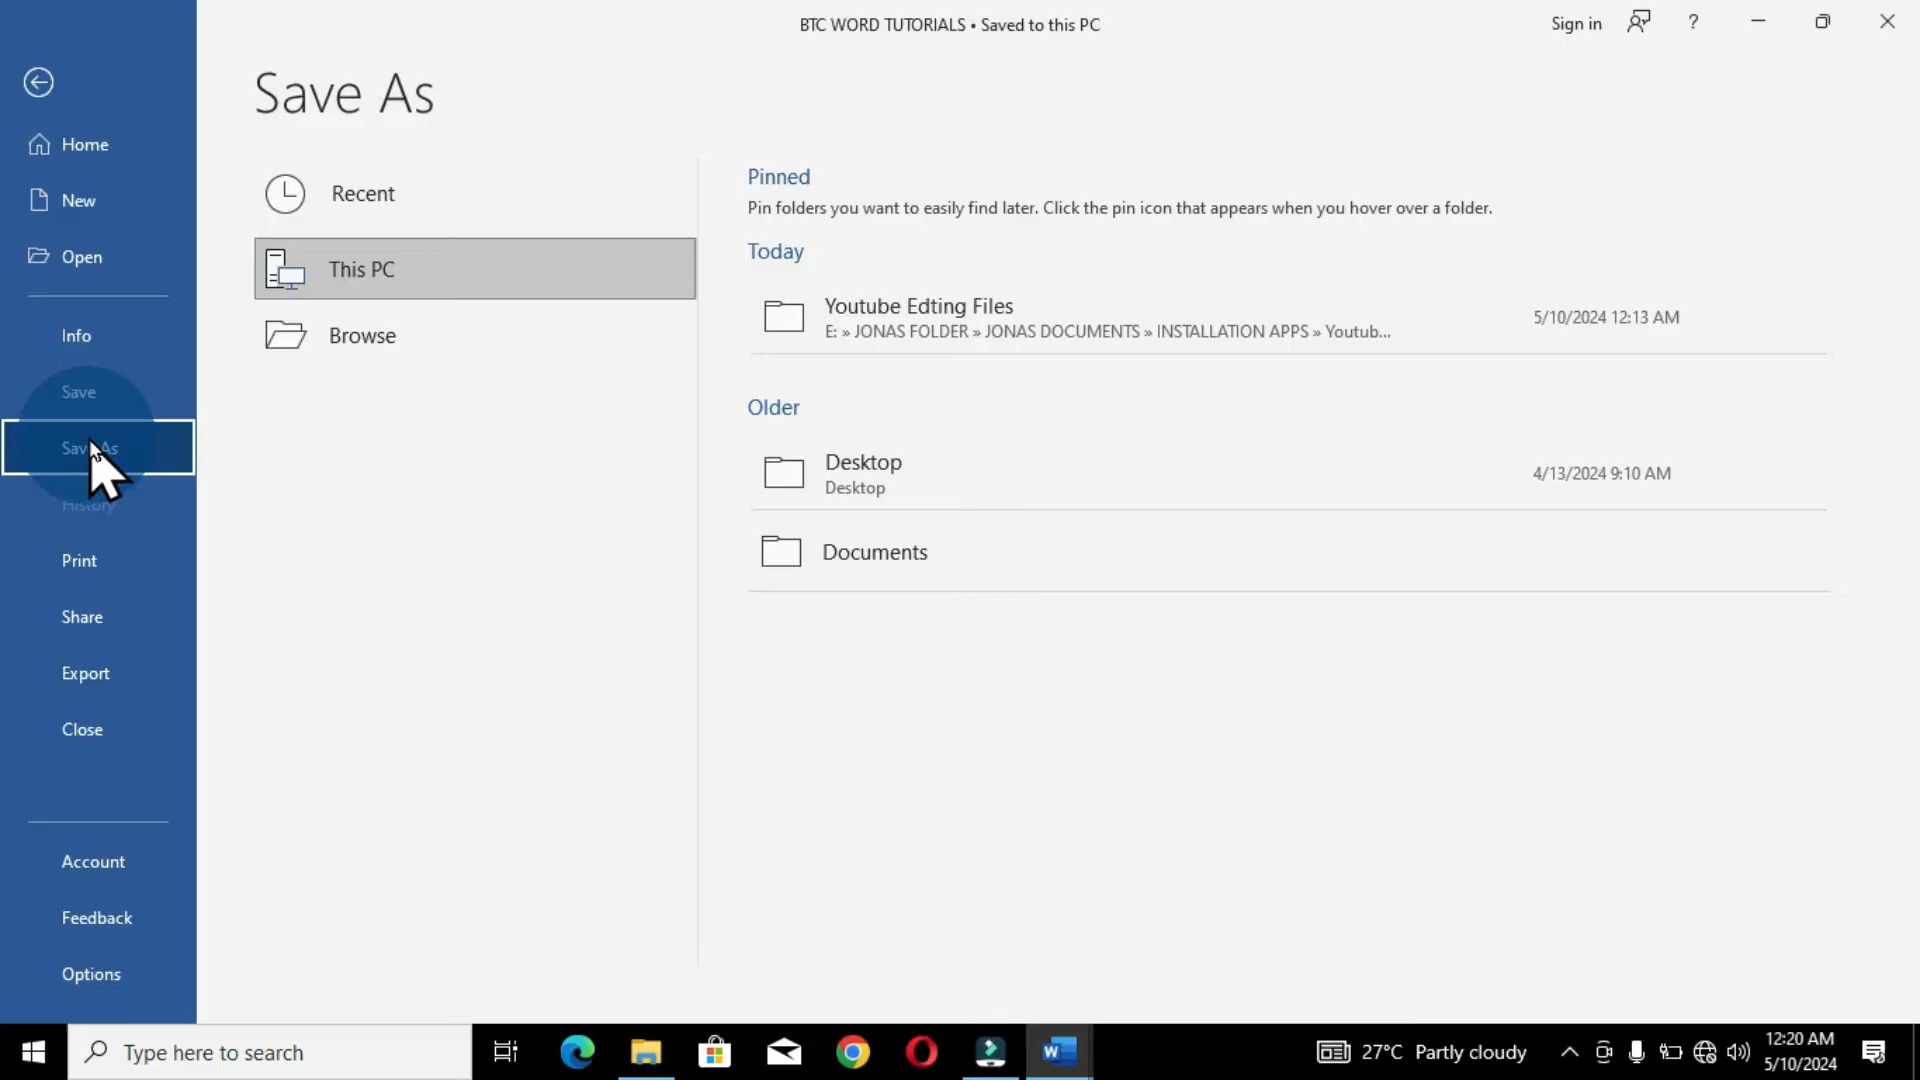 BTC WORD TUTORIALS • Saved to this PC
Sign in
?
Save As
Home
New
Open
Info
Save
Save As
History
Print
Share
Export
Close
Account
Feedback
Options
Recent
This PC
Browse
Pinned
Pin folders you want to easily find later. Click the pin icon that appears when you hover over a folder.
Today
Youtube Edting Files
E: » JONAS FOLDER » JONAS DOCUMENTS » INSTALLATION APPS » Youtub...
5/10/2024 12:13 AM
Older
Desktop
Desktop
4/13/2024 9:10 AM
Documents
Type here to search
W
27°C Partly cloudy
12:20 AM
5/10/2024